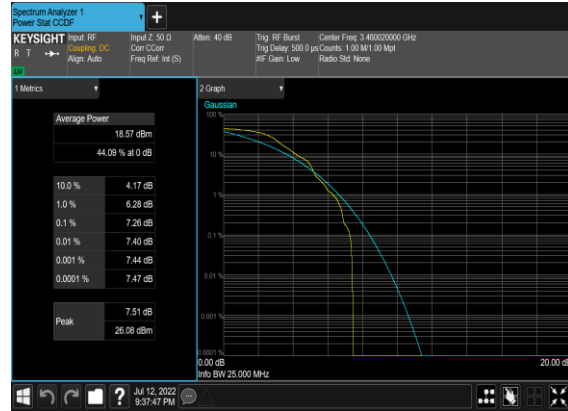 Spectrum Analyzer 1
Power Stat CCDF
KEYSIGHT
R T
LXI
Input: RF
Coupling: DC
Align: Auto
Input Z: 50 Ω
Corr CCorr
Freq Ref: Int (S)
Atten: 40 dB
Trig: RF Burst
Trig Delay: 500.0 µs
#IF Gain: Low
Center Freq: 3.460020000 GHz
Counts: 1.00 M/1.00 Mpt
Radio Std: None
1 Metrics
Average Power
18.57 dBm
44.09 % at 0 dB
10.0 % 4.17 dB
1.0 % 6.28 dB
0.1 % 7.26 dB
0.01 % 7.40 dB
0.001 % 7.44 dB
0.0001 % 7.47 dB
Peak
7.51 dB
26.08 dBm
2 Graph
Gaussian
100 %
10 %
1 %
0.1 %
0.01 %
0.001 %
0.0001 %
0.00 dB 20.00 dB
Info BW 25.000 MHz
? Jul 12, 2022
9:37:47 PM